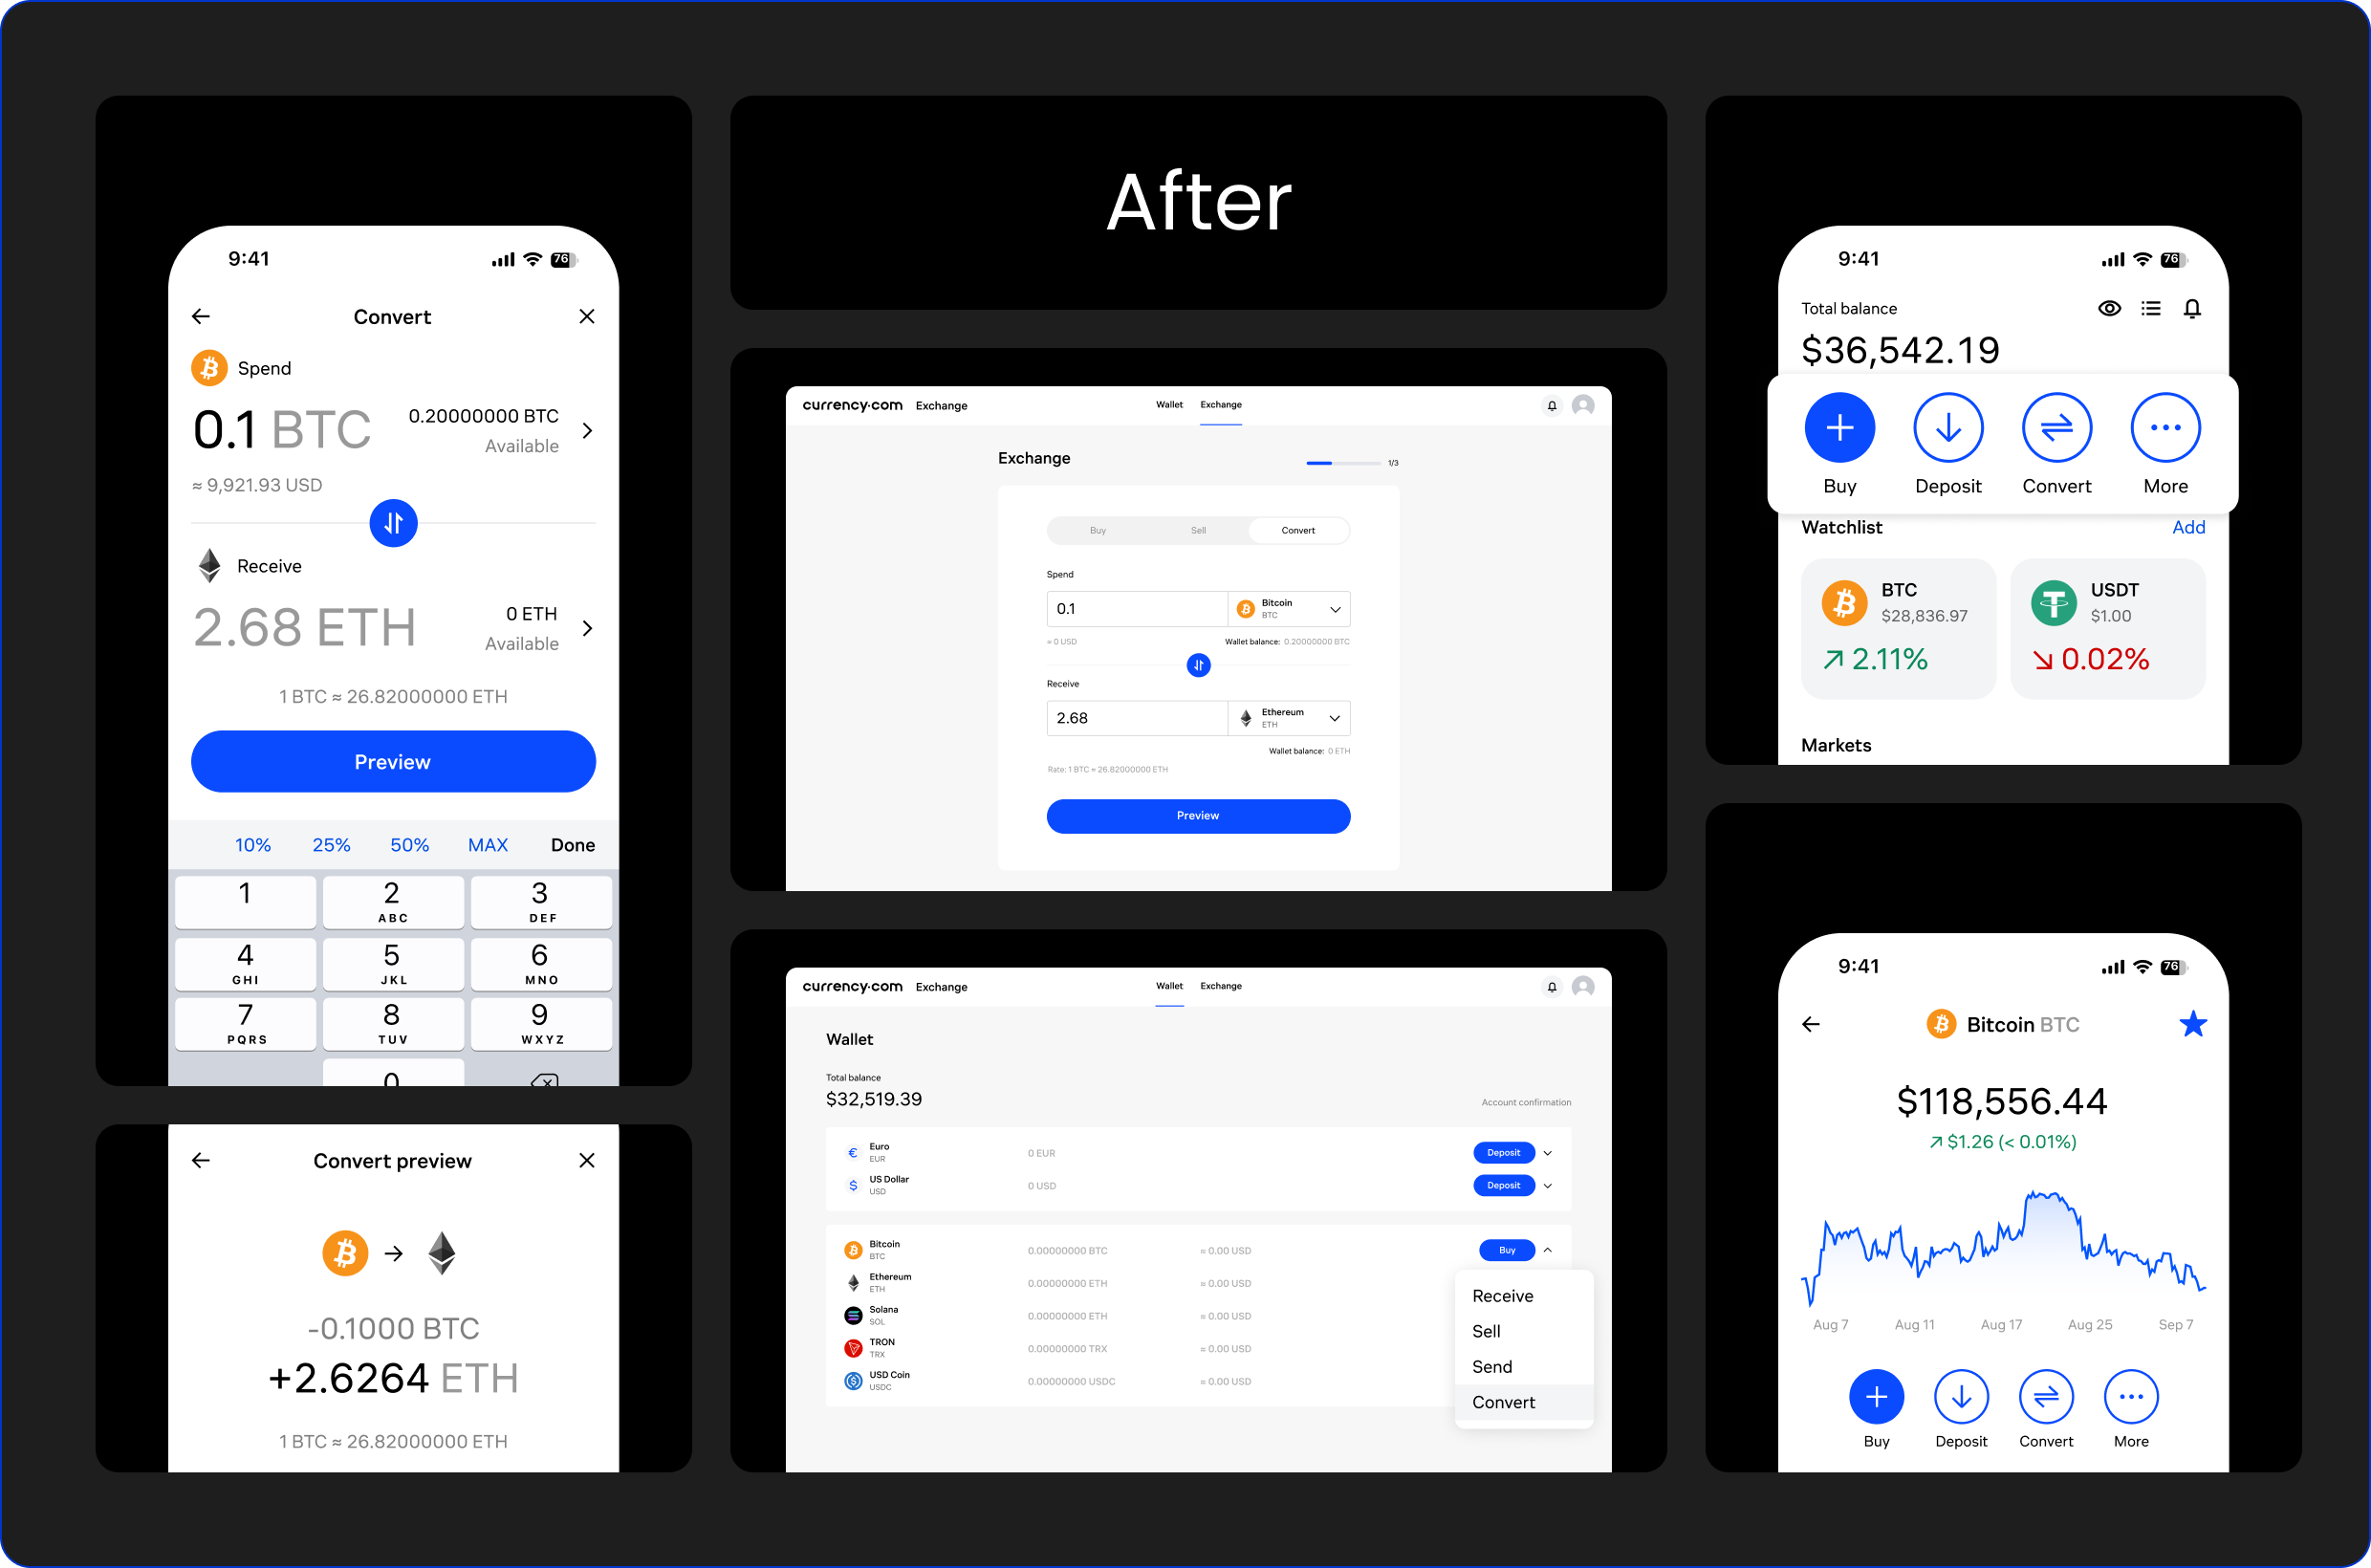 After
9:41
76
Convert
Spend
0.1 BTC
0.20000000 BTC
Available
≈ 9,921.93 USD
Receive
2.68 ETH
0 ETH
Available
1 BTC ≈ 26.82000000 ETH
Preview
10% 25% 50% MAX Done
1 2 3
ABC DEF
4 5 6
GHI JKL MNO
7 8 9
PQRS TUV WXYZ
0
Convert preview
-0.1000 BTC
+2.6264 ETH
1 BTC ≈ 26.82000000 ETH
currency.com Exchange Wallet Exchange
Exchange 1/3
Buy Sell Convert
Spend
0.1 Bitcoin
BTC
≈ 0 USD Wallet balance: 0.20000000 BTC
Receive
2.68 Ethereum
ETH
Wallet balance: 0 ETH
Rate: 1 BTC ≈ 26.82000000 ETH
Preview
currency.com Exchange Wallet Exchange
Wallet
Total balance
$32,519.39
Account confirmation
€ Euro 0 EUR Deposit
EUR
$ US Dollar 0 USD Deposit
USD
Bitcoin 0.00000000 BTC ≈ 0.00 USD Buy
BTC
Ethereum 0.00000000 ETH ≈ 0.00 USD
ETH
Solana 0.00000000 ETH ≈ 0.00 USD
SOL
TRON 0.00000000 TRX ≈ 0.00 USD
TRX
USD Coin 0.00000000 USDC ≈ 0.00 USD
USDC
Receive
Sell
Send
Convert
9:41
76
Total balance
$36,542.19
Buy Deposit Convert More
Watchlist Add
BTC
$28,836.97
2.11%
USDT
$1.00
0.02%
Markets
9:41
76
Bitcoin BTC
$118,556.44
$1.26 (< 0.01%)
Aug 7 Aug 11 Aug 17 Aug 25 Sep 7
Buy Deposit Convert More